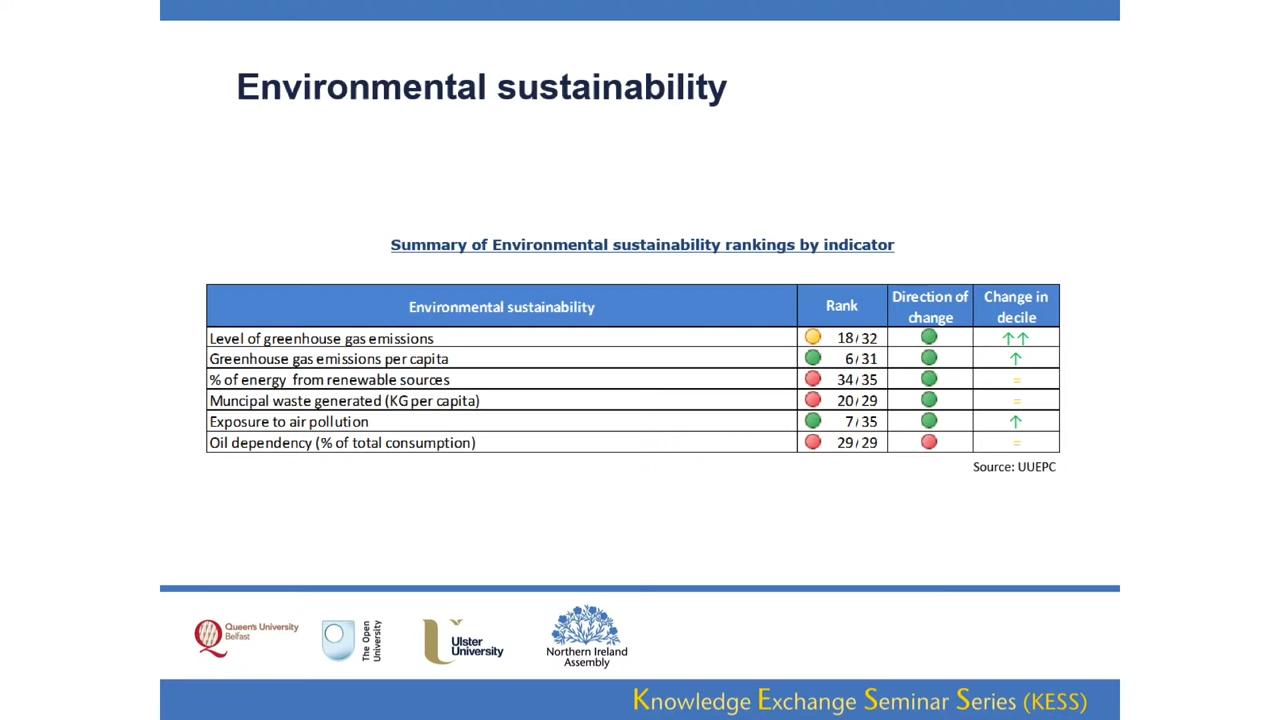 Environmental sustainability
Summary of Environmental sustainability rankings by indicator
Environmental sustainability Rank Direction of change Change in decile
Level of greenhouse gas emissions 18/32 ↑↑
Greenhouse gas emissions per capita 6/31 ↑
% of energy from renewable sources 34/35 =
Muncipal waste generated (KG per capita) 20/29 =
Exposure to air pollution 7/35 ↑
Oil dependency (% of total consumption) 29/29 =
Source: UUEPC
Queen's University
Belfast
The Open
University
Ulster
University
Northern Ireland
Assembly
Knowledge Exchange Seminar Series (KESS)